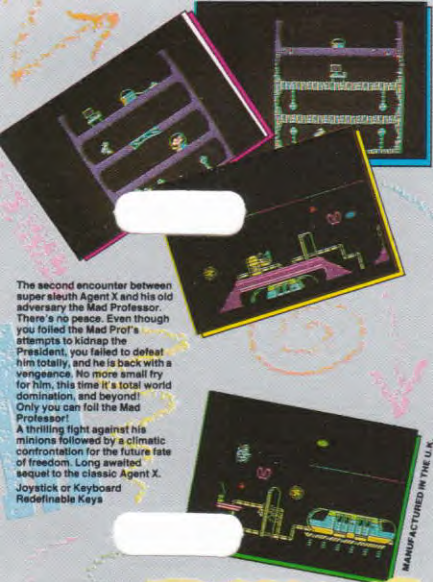 The second encounter between
super sleuth Agent X and his old
adversary the Mad Professor.
There's no peace. Even though
you foiled the Mad Prof's
attempts to kidnap the
President, you failed to defeat
him totally, and he is back with a
vengeance. No more small fry
for him, this time it's total world
domination, and beyond!
Only you can foil the Mad
Professor!
A thrilling fight against his
minions followed by a climatic
confrontation for the future fate
of freedom. Long awaited
sequel to the classic Agent X.
Joystick or Keyboard
Redefinable Keys
MANUFACTURED IN THE U.K.